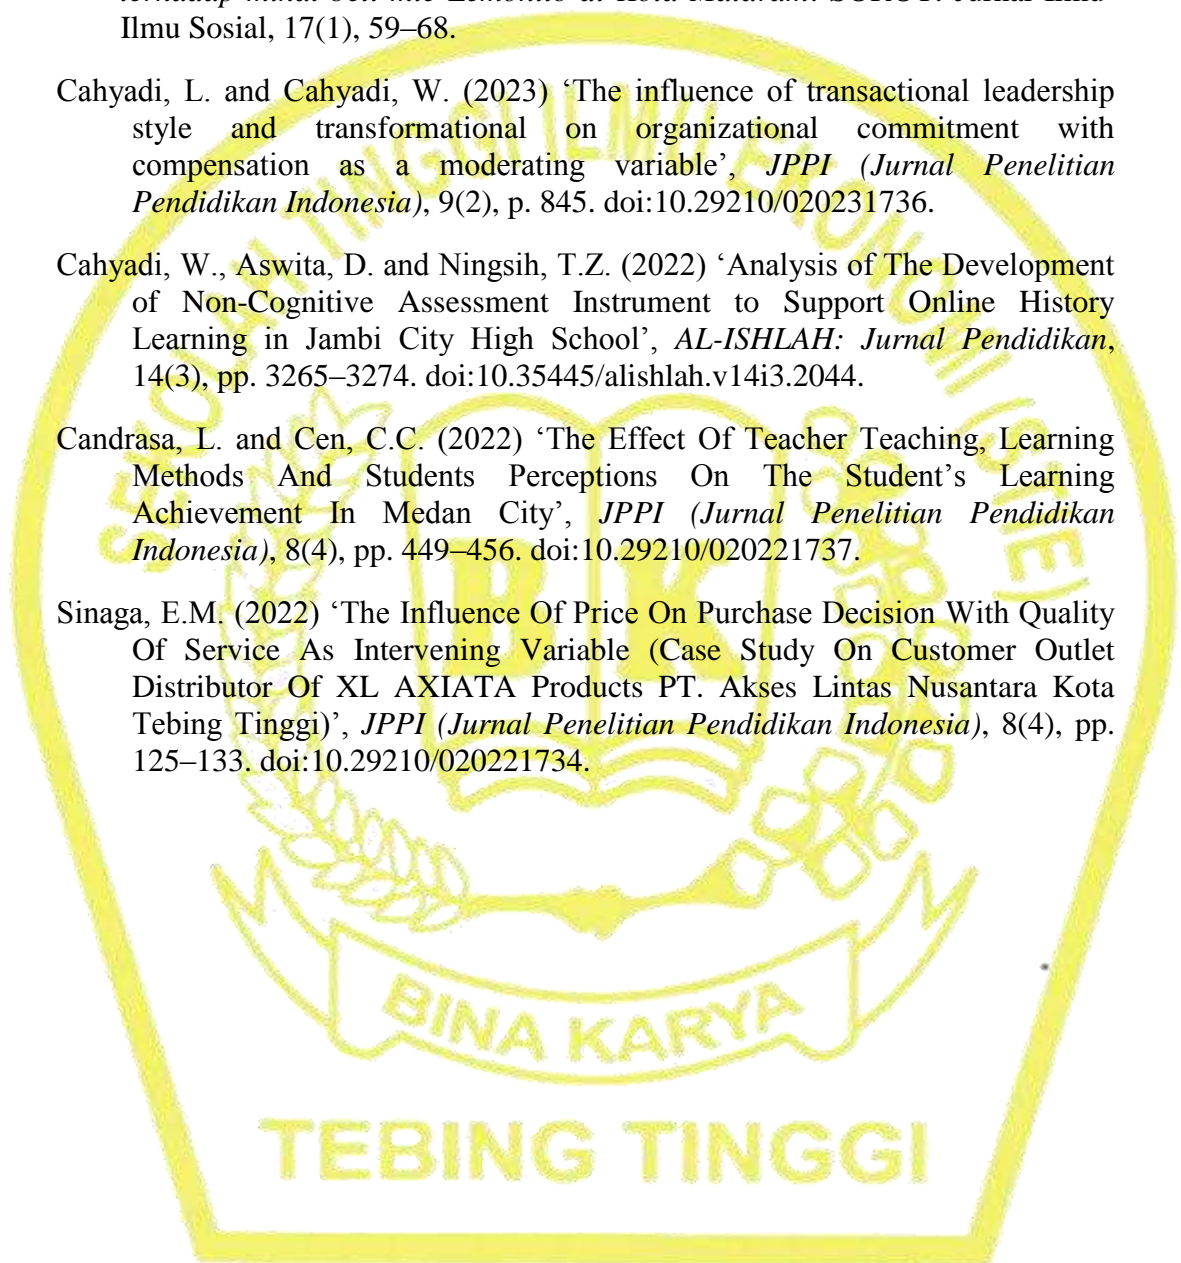 Ilmu Sosial, 17(1), 59–68.
Cahyadi, L. and Cahyadi, W. (2023) ‘The influence of transactional leadership
style and transformational on organizational commitment with
compensation as a moderating variable’, JPPI (Jurnal Penelitian
Pendidikan Indonesia), 9(2), p. 845. doi:10.29210/020231736.
Cahyadi, W., Aswita, D. and Ningsih, T.Z. (2022) ‘Analysis of The Development
of Non-Cognitive Assessment Instrument to Support Online History
Learning in Jambi City High School’, AL-ISHLAH: Jurnal Pendidikan,
14(3), pp. 3265–3274. doi:10.35445/alishlah.v14i3.2044.
Candrasa, L. and Cen, C.C. (2022) ‘The Effect Of Teacher Teaching, Learning
Methods And Students Perceptions On The Student’s Learning
Achievement In Medan City’, JPPI (Jurnal Penelitian Pendidikan
Indonesia), 8(4), pp. 449–456. doi:10.29210/020221737.
Sinaga, E.M. (2022) ‘The Influence Of Price On Purchase Decision With Quality
Of Service As Intervening Variable (Case Study On Customer Outlet
Distributor Of XL AXIATA Products PT. Akses Lintas Nusantara Kota
Tebing Tinggi)’, JPPI (Jurnal Penelitian Pendidikan Indonesia), 8(4), pp.
125–133. doi:10.29210/020221734.
SEKOLAH TINGGI ILMU EKONOMI (STIE)
BK
BINA KARYA
TEBING TINGGI